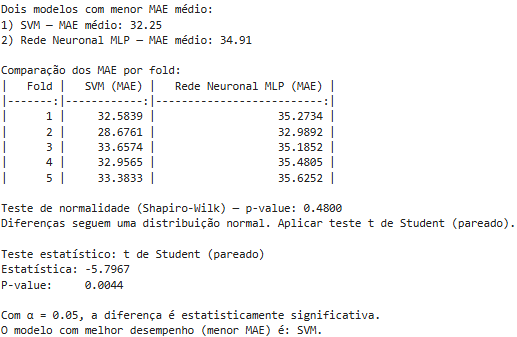 Dois modelos com menor MAE médio:
1) SVM — MAE médio: 32.25
2) Rede Neuronal MLP — MAE médio: 34.91
Comparação dos MAE por fold:
|   Fold |   SVM (MAE) |   Rede Neuronal MLP (MAE) |
|-------:|------------:|--------------------------:|
|      1 |     32.5839 |                   35.2734 |
|      2 |     28.6761 |                   32.9892 |
|      3 |     33.6574 |                   35.1852 |
|      4 |     32.9565 |                   35.4805 |
|      5 |     33.3833 |                   35.6252 |
Teste de normalidade (Shapiro-Wilk) — p-value: 0.4800
Diferenças seguem uma distribuição normal. Aplicar teste t de Student (pareado).
Teste estatístico: t de Student (pareado)
Estatística: -5.7967
P-value:     0.0044
Com α = 0.05, a diferença é estatisticamente significativa.
O modelo com melhor desempenho (menor MAE) é: SVM.